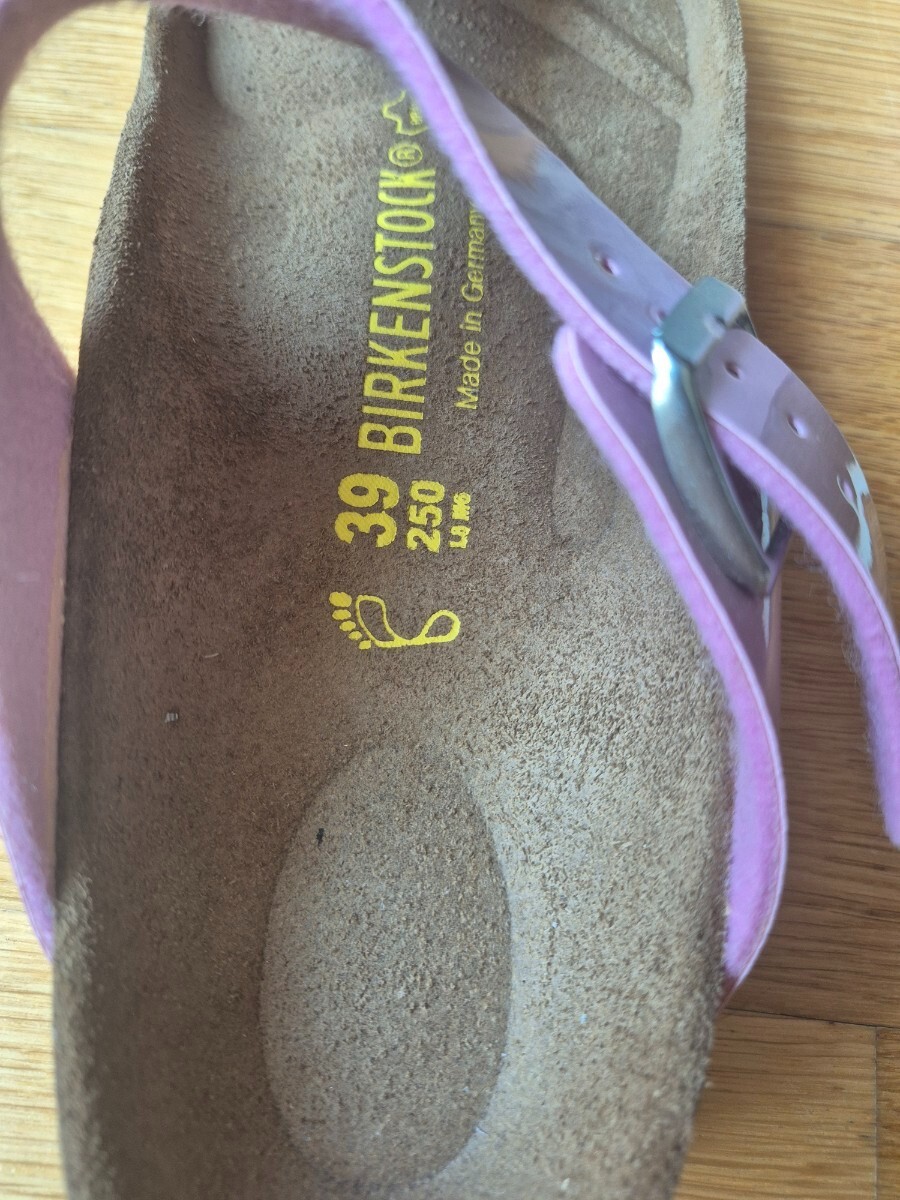 BIRKENSTOCK®
Made in Germany
39
250
L8 M6